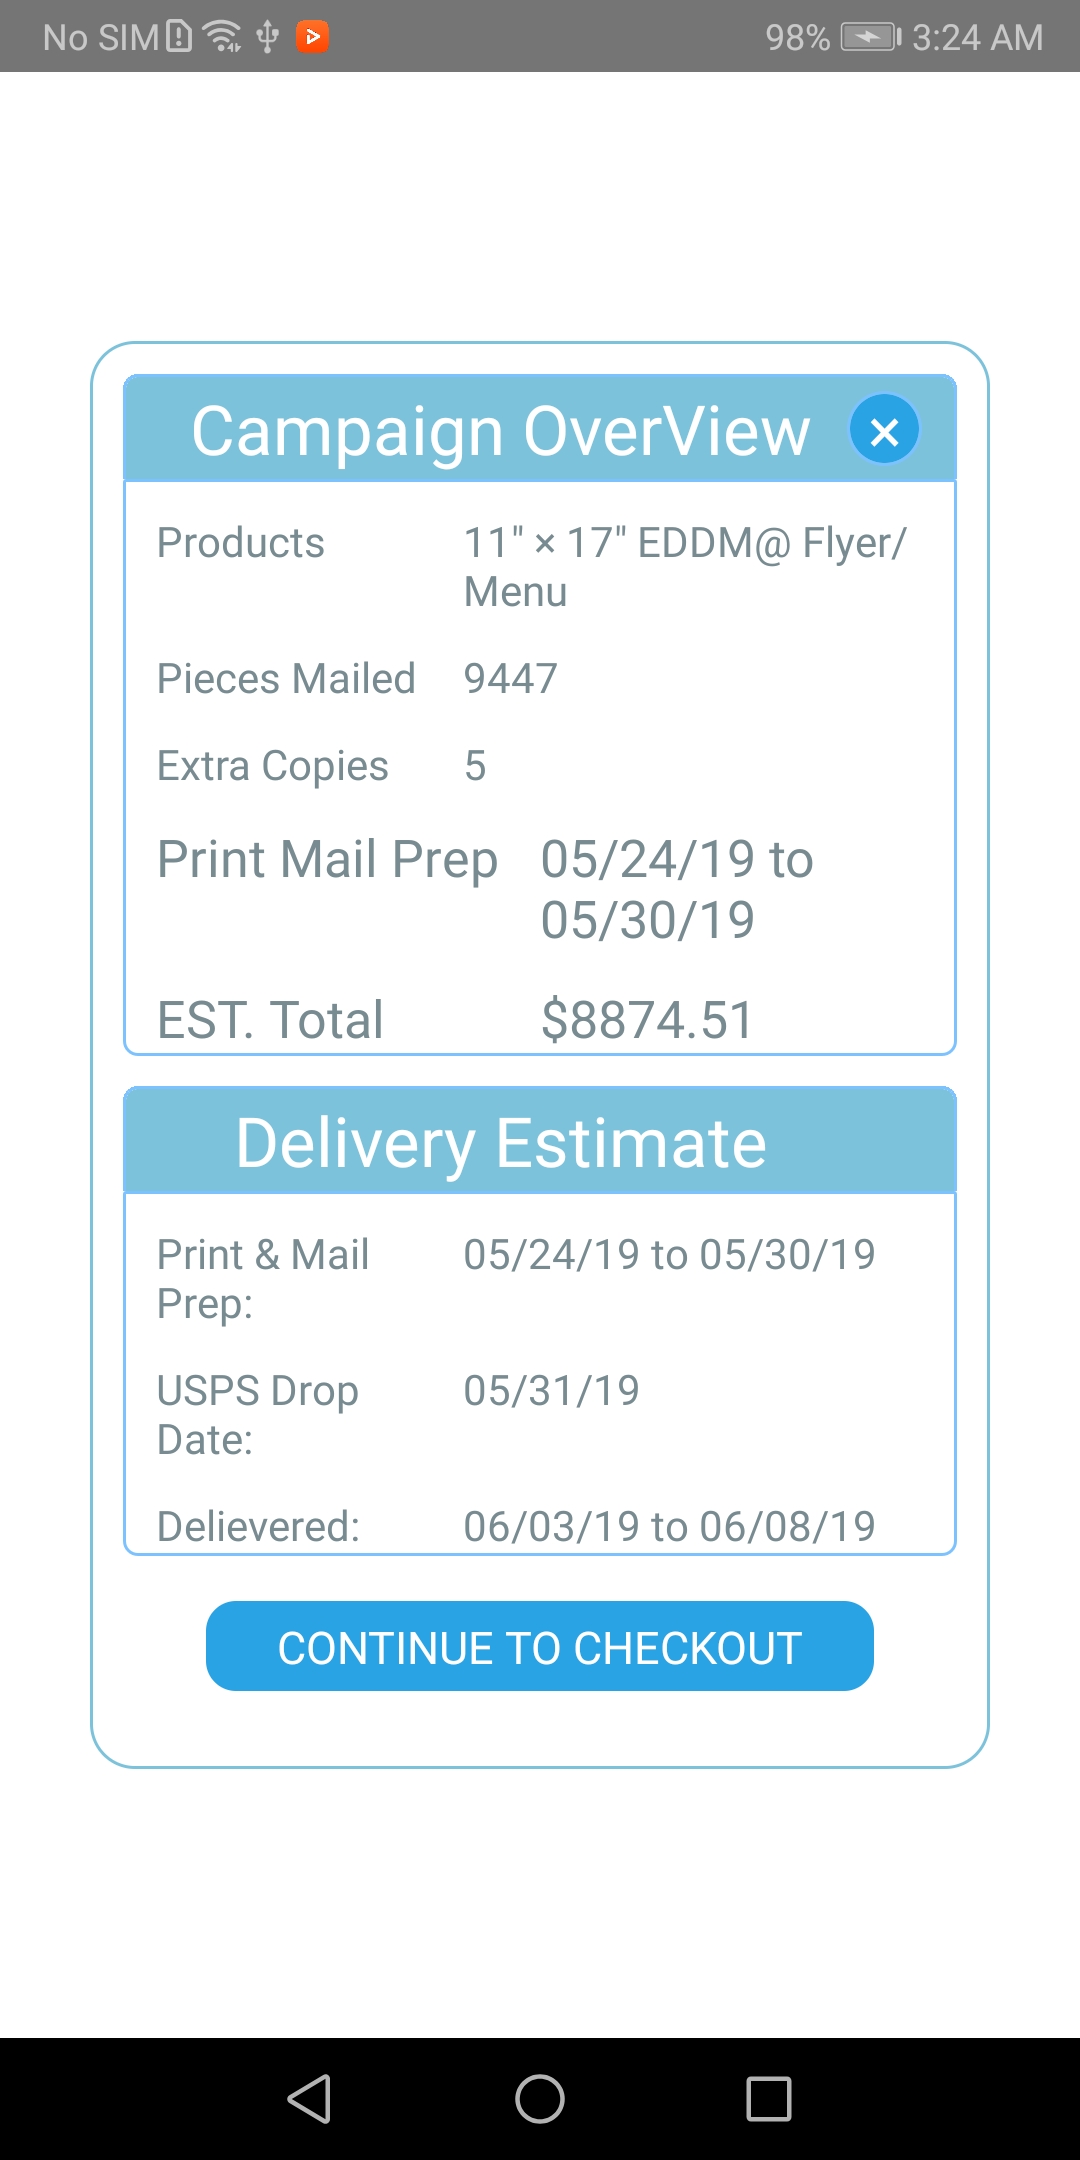 No SIM 98% 3:24 AM
Campaign OverView
Products 11" × 17" EDDM@ Flyer/
Menu
Pieces Mailed 9447
Extra Copies 5
Print Mail Prep 05/24/19 to
05/30/19
EST. Total $8874.51
Delivery Estimate
Print & Mail 05/24/19 to 05/30/19
Prep:
USPS Drop 05/31/19
Date:
Delievered: 06/03/19 to 06/08/19
CONTINUE TO CHECKOUT